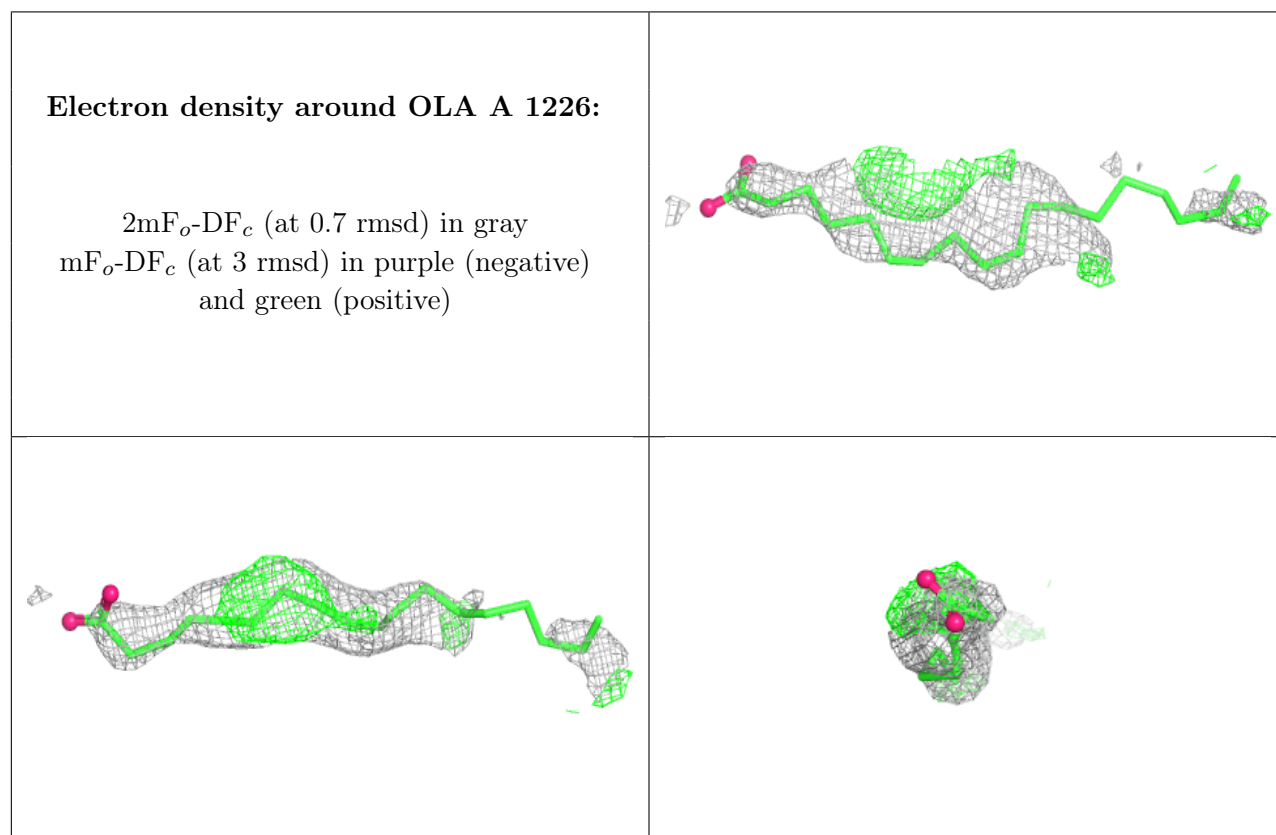 Electron density around OLA A 1226:
2mFₒ-DF𝒸 (at 0.7 rmsd) in gray
mFₒ-DF𝒸 (at 3 rmsd) in purple (negative)
and green (positive)